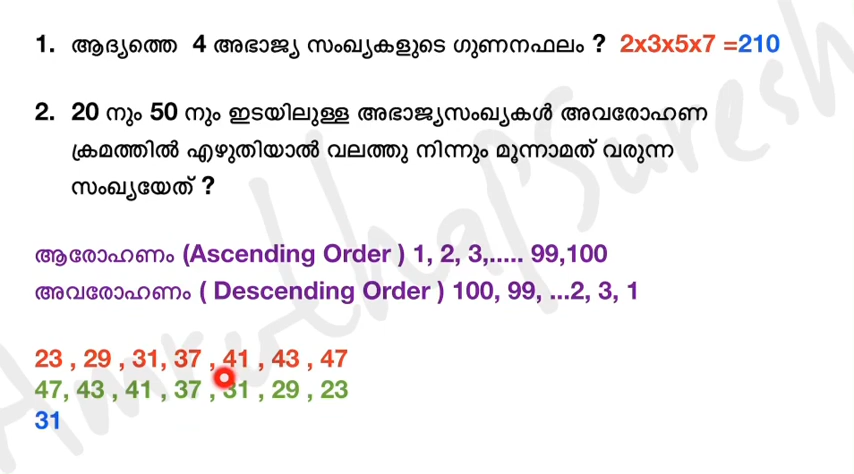 1. ആദ്യത്തെ 4 അഭാജ്യ സംഖ്യകളുടെ ഗുണനഫലം ? 2x3x5x7 =210
2. 20 നും 50 നും ഇടയിലുള്ള അഭാജ്യസംഖ്യകൾ അവരോഹണ
ക്രമത്തിൽ എഴുതിയാൽ വലത്തു നിന്നും മൂന്നാമത് വരുന്ന
സംഖ്യയേത് ?
ആരോഹണം (Ascending Order ) 1, 2, 3,..... 99,100
അവരോഹണം ( Descending Order ) 100, 99, ...2, 3, 1
23 , 29 , 31, 37 , 41 , 43 , 47
47, 43 , 41 , 37 , 31 , 29 , 23
31